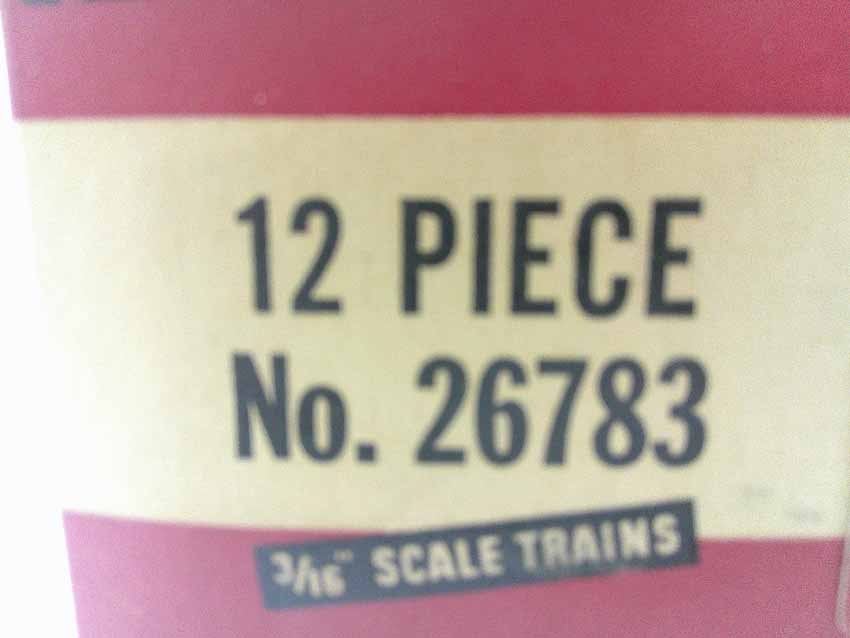 12 PIECE
No. 26783
3/16" SCALE TRAINS